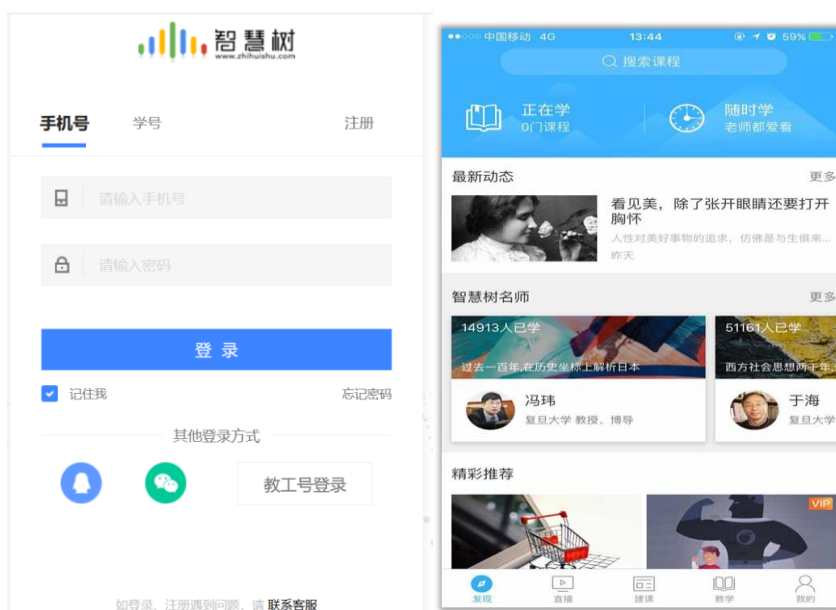 智慧树
www.zhihuishu.com
手机号 学号 注册
请输入手机号
请输入密码
登录
记住我 忘记密码
其他登录方式
教工号登录
如登录、注册遇到问题，请 联系客服
中国移动 4G 13:44 59%
搜索课程
正在学
0门课程
随时学
老师都爱看
最新动态 更多
看见美，除了张开眼睛还要打开
胸怀
人性对美好事物的追求，仿佛是与生俱来...
昨天
智慧树名师 更多
14913人已学
过去一百年,在历史坐标上解析日本
冯玮
复旦大学 教授、博导
51161人已学
西方社会思想两千年,
于海
复旦大学
精彩推荐
VIP
发现 直播 建课 教学 我的